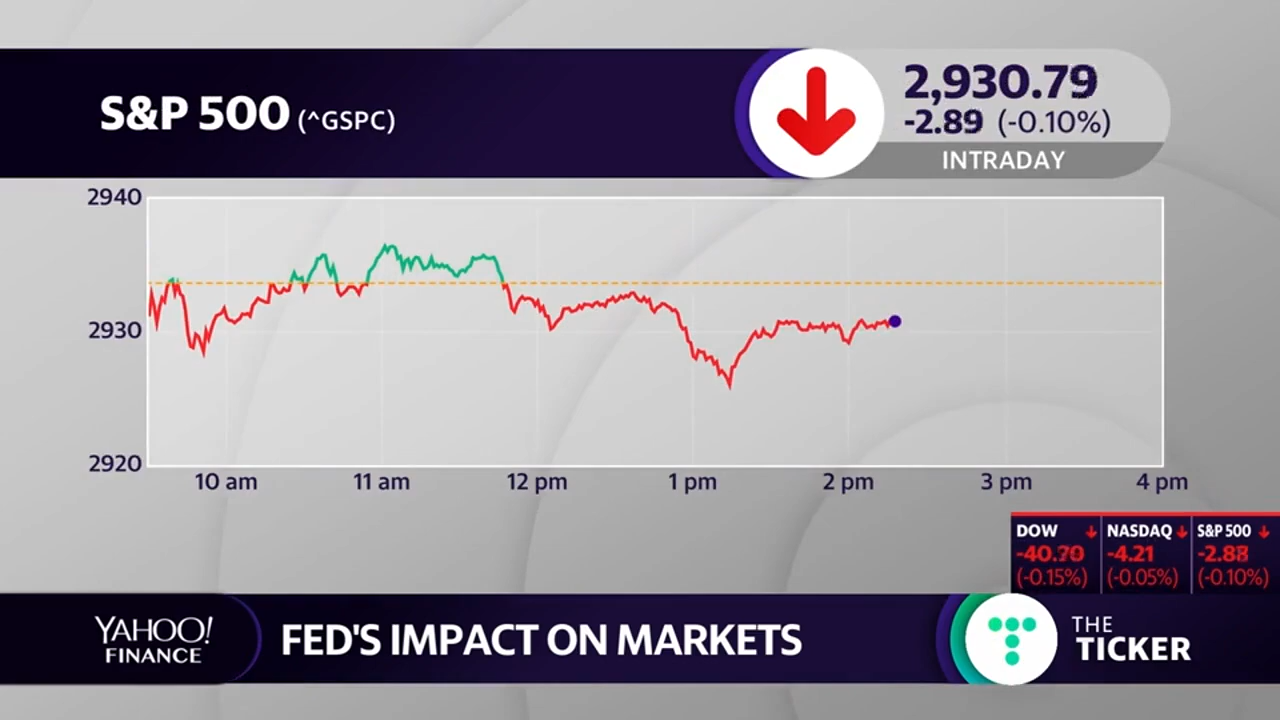 S&P 500 (^GSPC)
2,930.79
-2.89 (-0.10%)
INTRADAY
2940
2930
2920
10 am 11 am 12 pm 1 pm 2 pm 3 pm 4 pm
DOW NASDAQ S&P 500
-40.70 -4.21 -2.88
(-0.15%) (-0.05%) (-0.10%)
YAHOO!
FINANCE
FED'S IMPACT ON MARKETS
THE
TICKER